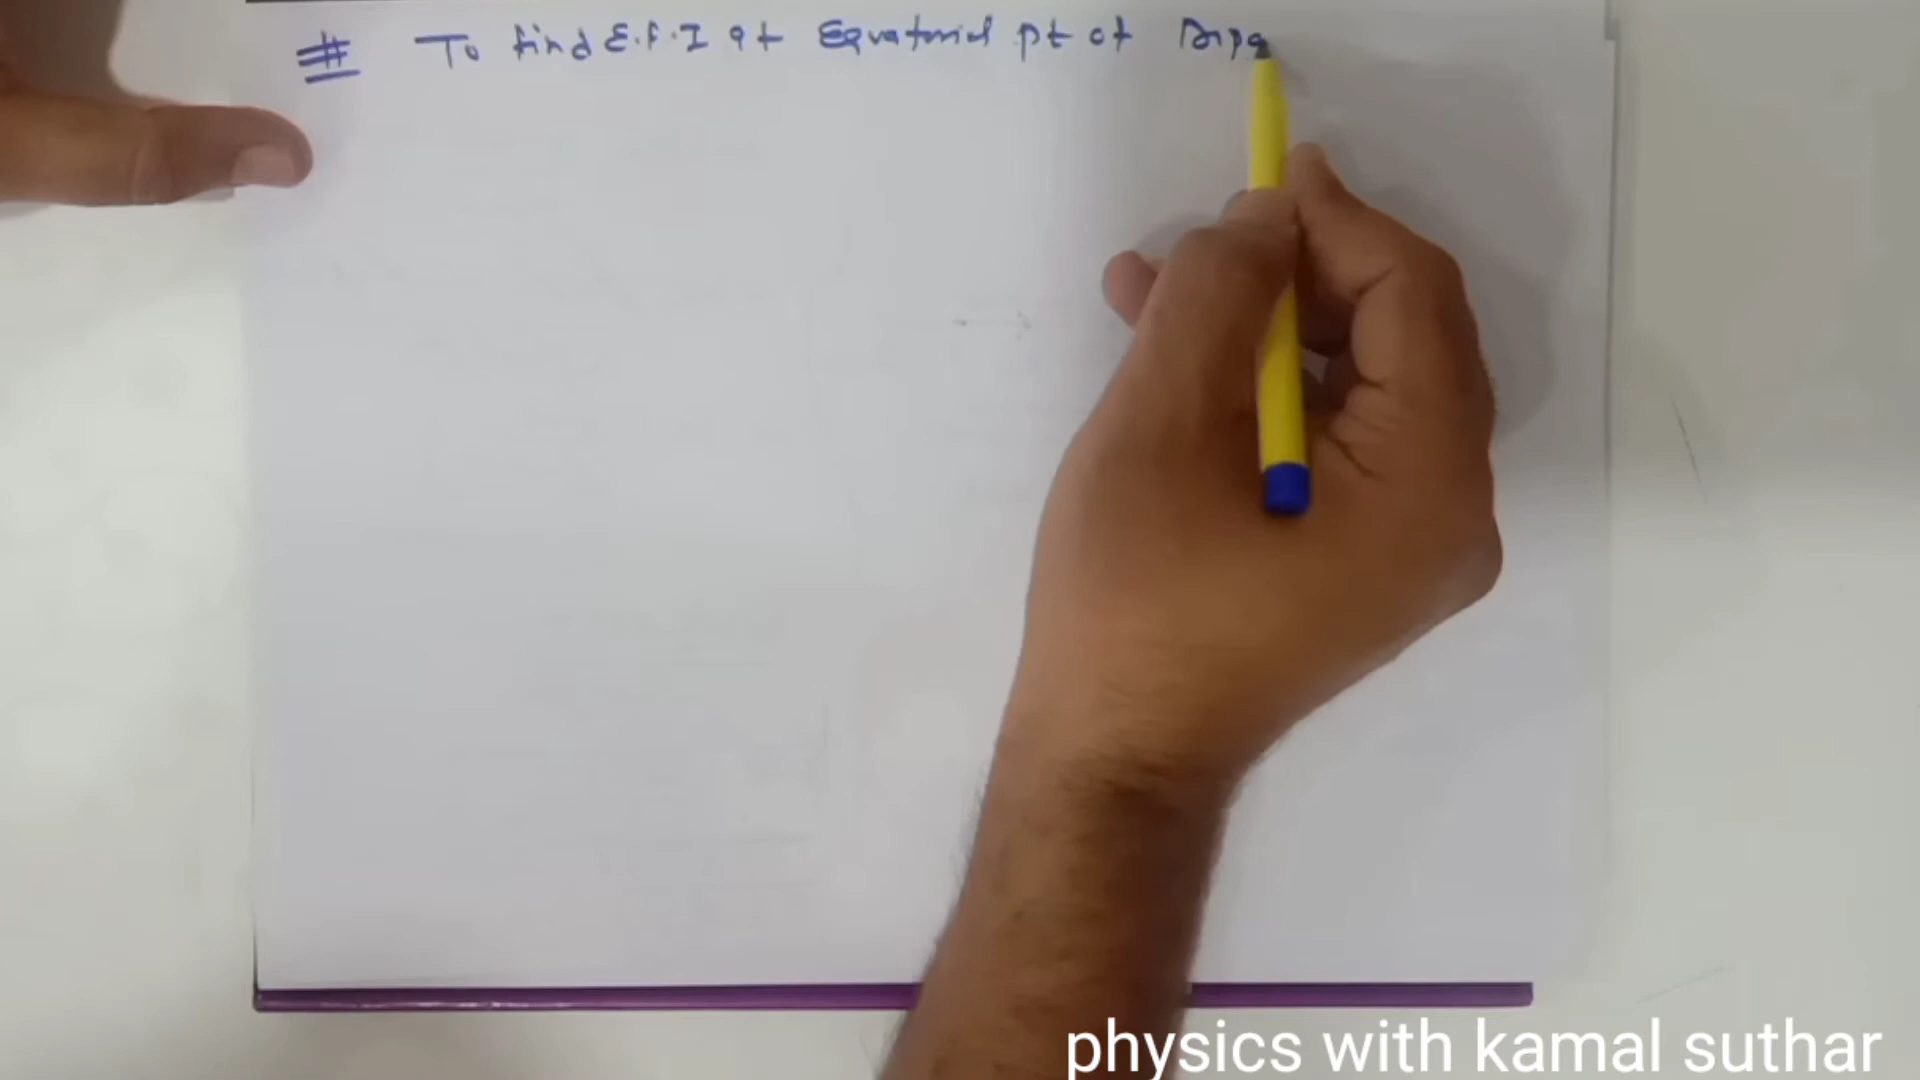 # To find E.F.I at Equatorial pt of Dipo
physics with kamal suthar